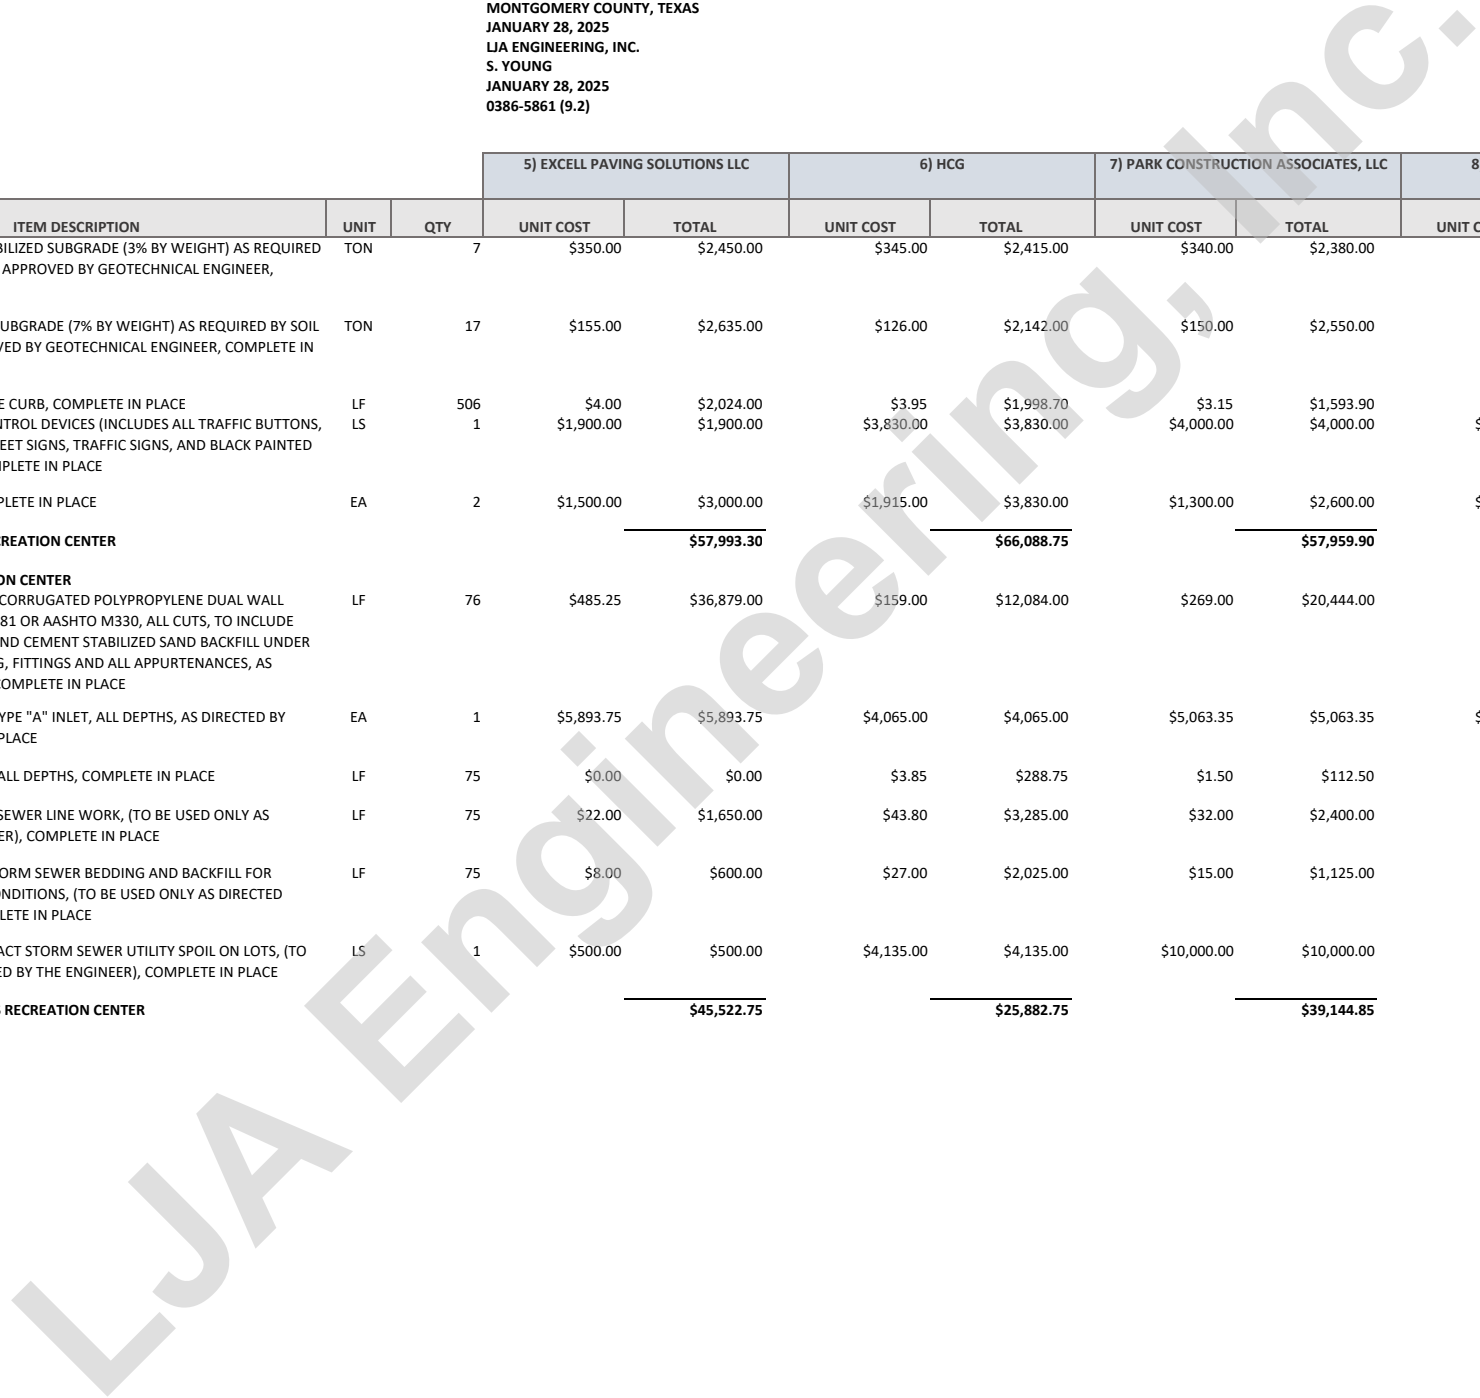 MONTGOMERY COUNTY, TEXAS
JANUARY 28, 2025
LJA ENGINEERING, INC.
S. YOUNG
JANUARY 28, 2025
0386-5861 (9.2)
5) EXCELL PAVING SOLUTIONS LLC 6) HCG 7) PARK CONSTRUCTION ASSOCIATES, LLC 8
ITEM DESCRIPTION UNIT QTY UNIT COST TOTAL UNIT COST TOTAL UNIT COST TOTAL UNIT C
BILIZED SUBGRADE (3% BY WEIGHT) AS REQUIRED TON 7 $350.00 $2,450.00 $345.00 $2,415.00 $340.00 $2,380.00
APPROVED BY GEOTECHNICAL ENGINEER,
UBGRADE (7% BY WEIGHT) AS REQUIRED BY SOIL TON 17 $155.00 $2,635.00 $126.00 $2,142.00 $150.00 $2,550.00
VED BY GEOTECHNICAL ENGINEER, COMPLETE IN
E CURB, COMPLETE IN PLACE LF 506 $4.00 $2,024.00 $3.95 $1,998.70 $3.15 $1,593.90
NTROL DEVICES (INCLUDES ALL TRAFFIC BUTTONS, LS 1 $1,900.00 $1,900.00 $3,830.00 $3,830.00 $4,000.00 $4,000.00 $
EET SIGNS, TRAFFIC SIGNS, AND BLACK PAINTED
MPLETE IN PLACE
PLETE IN PLACE EA 2 $1,500.00 $3,000.00 $1,915.00 $3,830.00 $1,300.00 $2,600.00 $
CREATION CENTER $57,993.30 $66,088.75 $57,959.90
ON CENTER
CORRUGATED POLYPROPYLENE DUAL WALL LF 76 $485.25 $36,879.00 $159.00 $12,084.00 $269.00 $20,444.00
81 OR AASHTO M330, ALL CUTS, TO INCLUDE
ND CEMENT STABILIZED SAND BACKFILL UNDER
G, FITTINGS AND ALL APPURTENANCES, AS
COMPLETE IN PLACE
YPE "A" INLET, ALL DEPTHS, AS DIRECTED BY EA 1 $5,893.75 $5,893.75 $4,065.00 $4,065.00 $5,063.35 $5,063.35 $
PLACE
ALL DEPTHS, COMPLETE IN PLACE LF 75 $0.00 $0.00 $3.85 $288.75 $1.50 $112.50
SEWER LINE WORK, (TO BE USED ONLY AS LF 75 $22.00 $1,650.00 $43.80 $3,285.00 $32.00 $2,400.00
ER), COMPLETE IN PLACE
ORM SEWER BEDDING AND BACKFILL FOR LF 75 $8.00 $600.00 $27.00 $2,025.00 $15.00 $1,125.00
ONDITIONS, (TO BE USED ONLY AS DIRECTED
LETE IN PLACE
ACT STORM SEWER UTILITY SPOIL ON LOTS, (TO LS 1 $500.00 $500.00 $4,135.00 $4,135.00 $10,000.00 $10,000.00
ED BY THE ENGINEER), COMPLETE IN PLACE
S RECREATION CENTER $45,522.75 $25,882.75 $39,144.85
LJA Engineering, Inc.